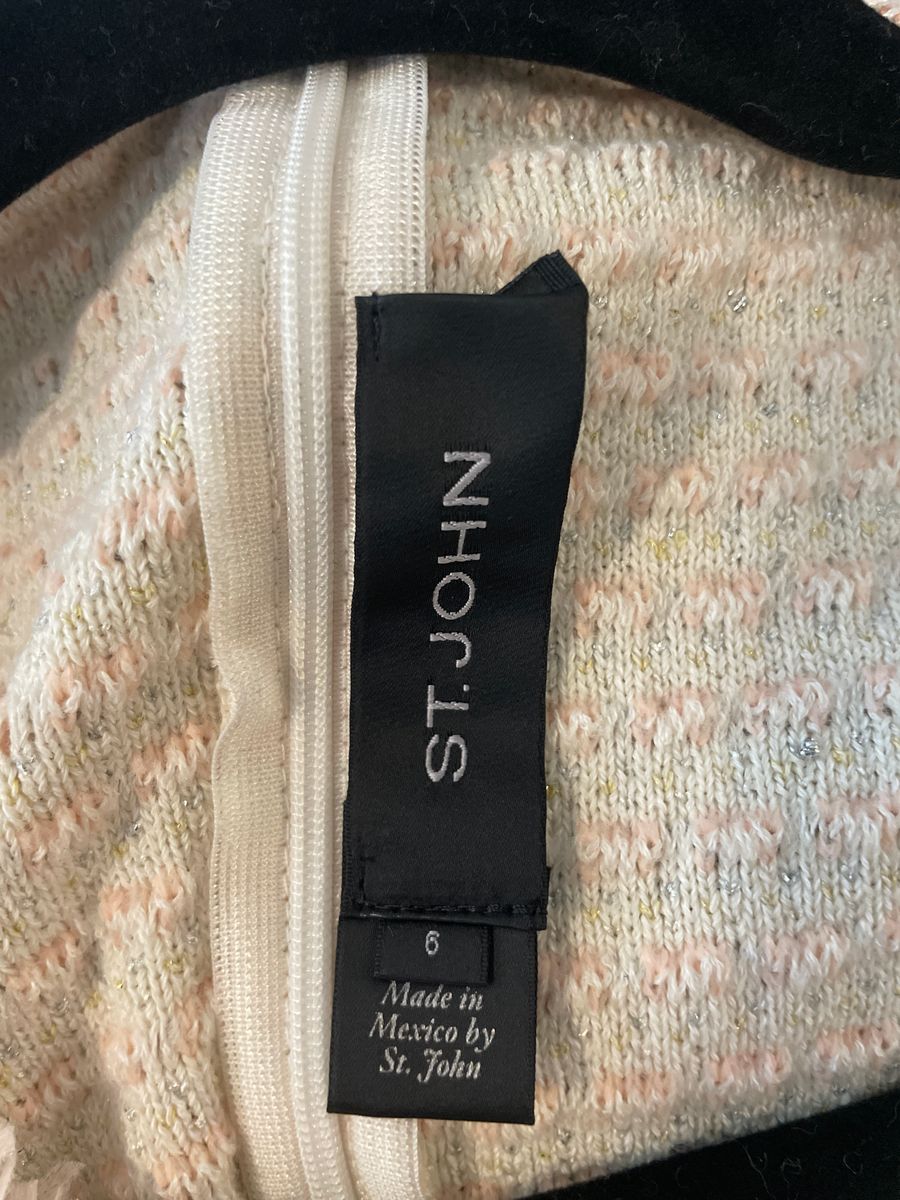 ST. JOHN
6
Made in
Mexico by
St. John